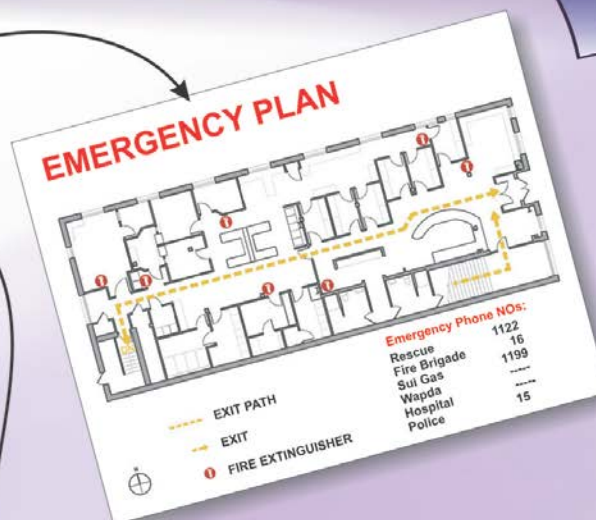 EMERGENCY PLAN
EXIT PATH
EXIT
FIRE EXTINGUISHER
Emergency Phone NOs:
Rescue 1122
Fire Brigade 16
Sui Gas 1199
Wapda -----
Hospital -----
Police 15